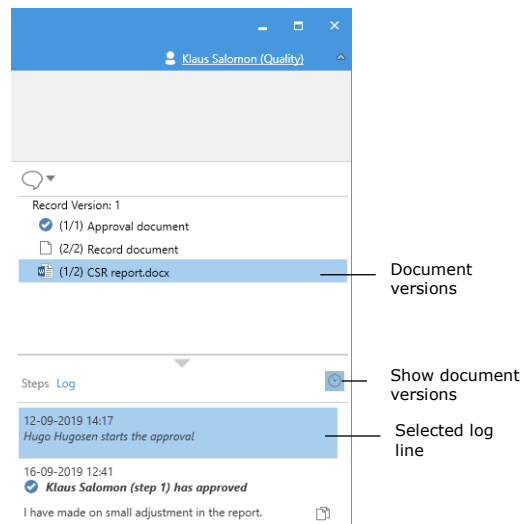 Klaus Salomon (Quality)
Record Version: 1
(1/1) Approval document
(2/2) Record document
(1/2) CSR report.docx
Document
versions
Steps Log
Show document
versions
12-09-2019 14:17
Hugo Hugosen starts the approval
Selected log
line
16-09-2019 12:41
Klaus Salomon (step 1) has approved
I have made on small adjustment in the report.